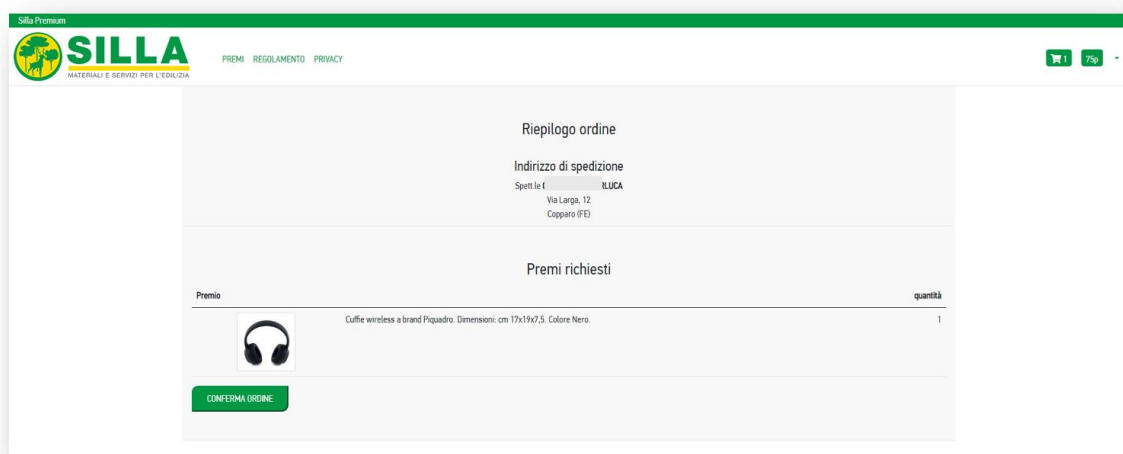 Silla Premium
SILLA
MATERIALI E SERVIZI PER L'EDILIZIA
PREMI REGOLAMENTO PRIVACY
1 75p
Riepilogo ordine
Indirizzo di spedizione
Spett.le RLUCA
Via Larga, 12
Copparo (FE)
Premi richiesti
Premio quantità
Cuffie wireless a brand Piquadro. Dimensioni: cm 17x19x7,5. Colore Nero. 1
CONFERMA ORDINE